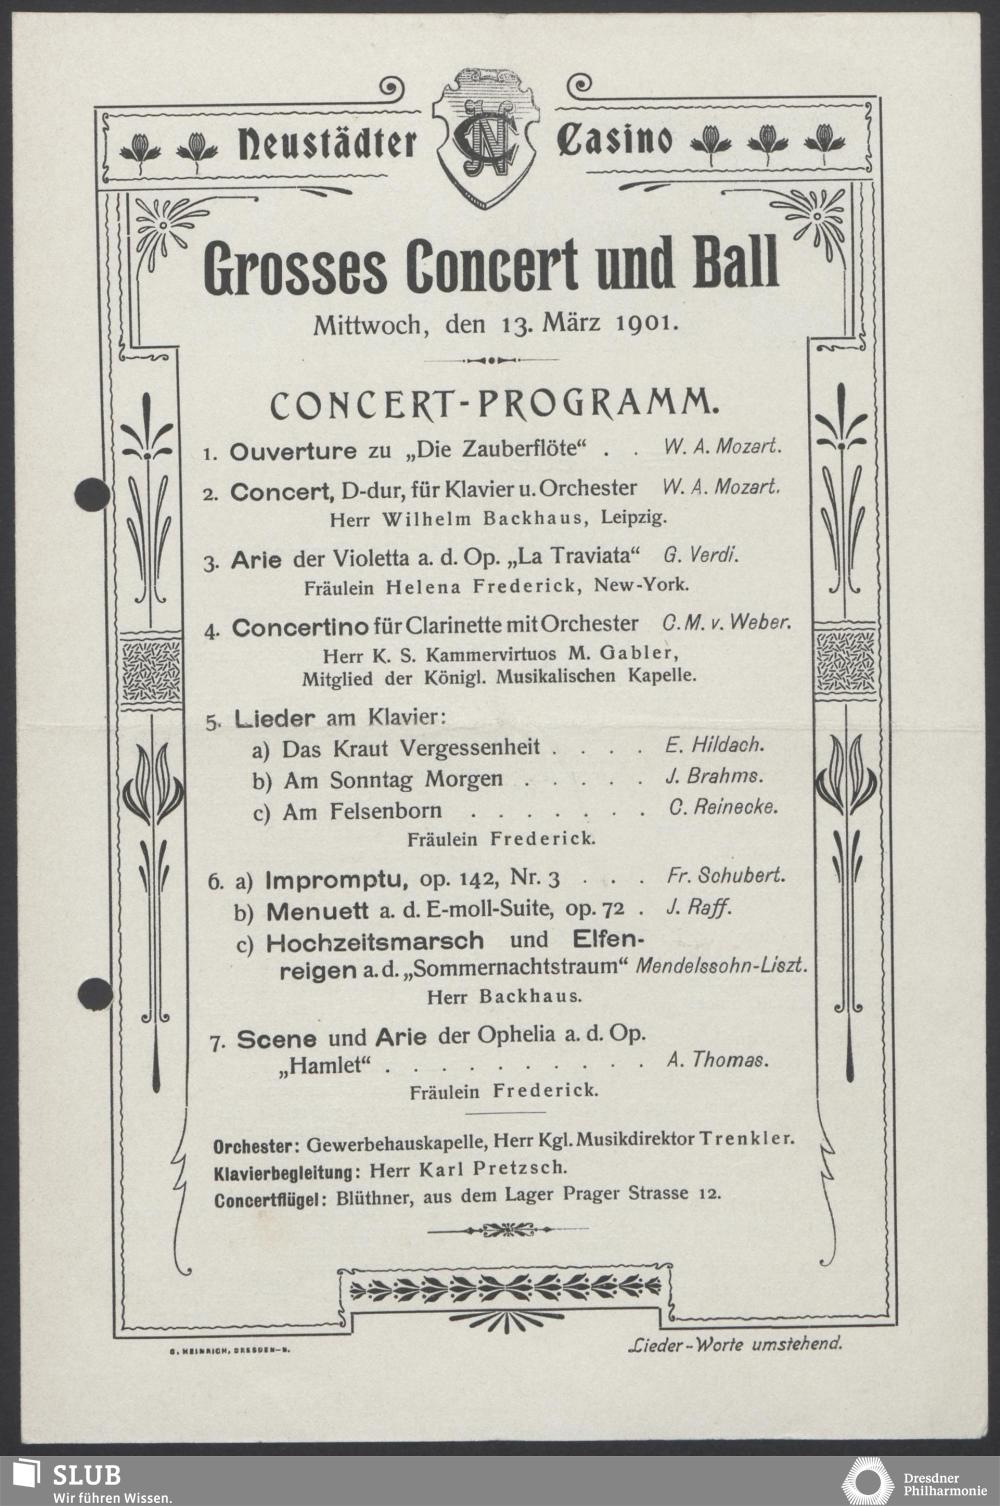 Neustädter Casino
Grosses Concert und Ball
Mittwoch, den 13. März 1901.
CONCERT-PROGRAMM.
1. Ouverture zu „Die Zauberflöte“ . . W. A. Mozart.
2. Concert, D-dur, für Klavier u. Orchester W. A. Mozart.
Herr Wilhelm Backhaus, Leipzig.
3. Arie der Violetta a. d. Op. „La Traviata“ G. Verdi.
Fräulein Helena Frederick, New-York.
4. Concertino für Clarinette mit Orchester C. M. v. Weber.
Herr K. S. Kammervirtuos M. Gabler,
Mitglied der Königl. Musikalischen Kapelle.
5. Lieder am Klavier:
a) Das Kraut Vergessenheit . . . . E. Hildach.
b) Am Sonntag Morgen . . . . . J. Brahms.
c) Am Felsenborn . . . . . . . C. Reinecke.
Fräulein Frederick.
6. a) Impromptu, op. 142, Nr. 3 . . . Fr. Schubert.
b) Menuett a. d. E-moll-Suite, op. 72 . J. Raff.
c) Hochzeitsmarsch und Elfen-
reigen a. d. „Sommernachtstraum“ Mendelssohn-Liszt.
Herr Backhaus.
7. Scene und Arie der Ophelia a. d. Op.
„Hamlet“ . . . . . . . . . . A. Thomas.
Fräulein Frederick.
Orchester: Gewerbehauskapelle, Herr Kgl. Musikdirektor Trenkler.
Klavierbegleitung: Herr Karl Pretzsch.
Concertflügel: Blüthner, aus dem Lager Prager Strasse 12.
G. HEINRICH, DRESDEN-N.
Lieder-Worte umstehend.
SLUB
Wir führen Wissen.
Dresdner
Philharmonie